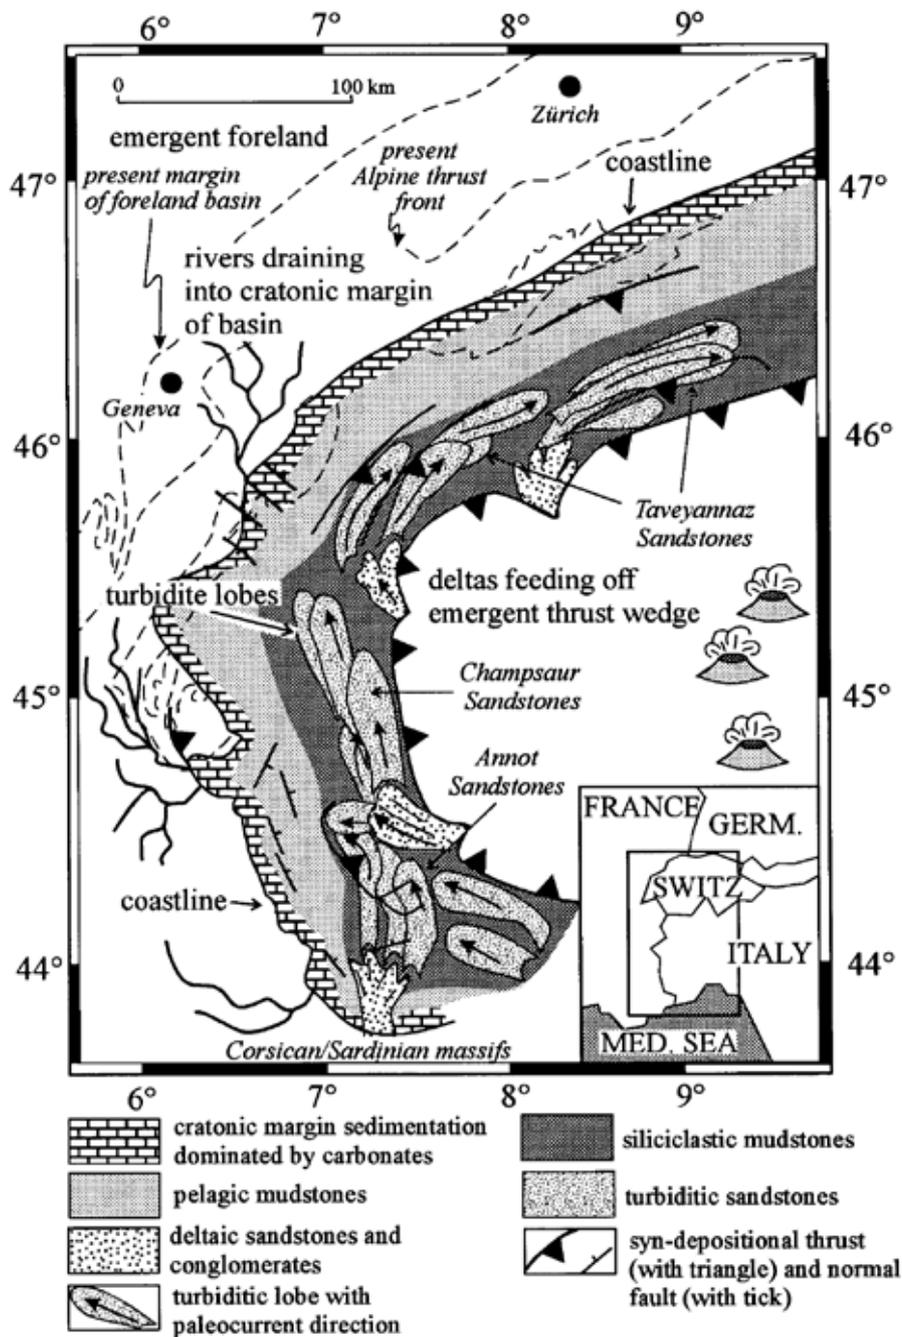 6° 7° 8° 9°
0 100 km
Zürich
emergent foreland
present
Alpine thrust
front
coastline
47° 47°
present margin
of foreland basin
rivers draining
into cratonic margin
of basin
Geneva
46° 46°
Taveyannaz
Sandstones
turbidite lobes
deltas feeding off
emergent thrust wedge
Champsaur
Sandstones
45° 45°
Annot
Sandstones
FRANCE
GERM.
SWITZ
ITALY
MED. SEA
coastline
44° 44°
Corsican/Sardinian massifs
6° 7° 8° 9°
cratonic margin sedimentation
dominated by carbonates
pelagic mudstones
deltaic sandstones and
conglomerates
turbiditic lobe with
paleocurrent direction
siliciclastic mudstones
turbiditic sandstones
syn-depositional thrust
(with triangle) and normal
fault (with tick)